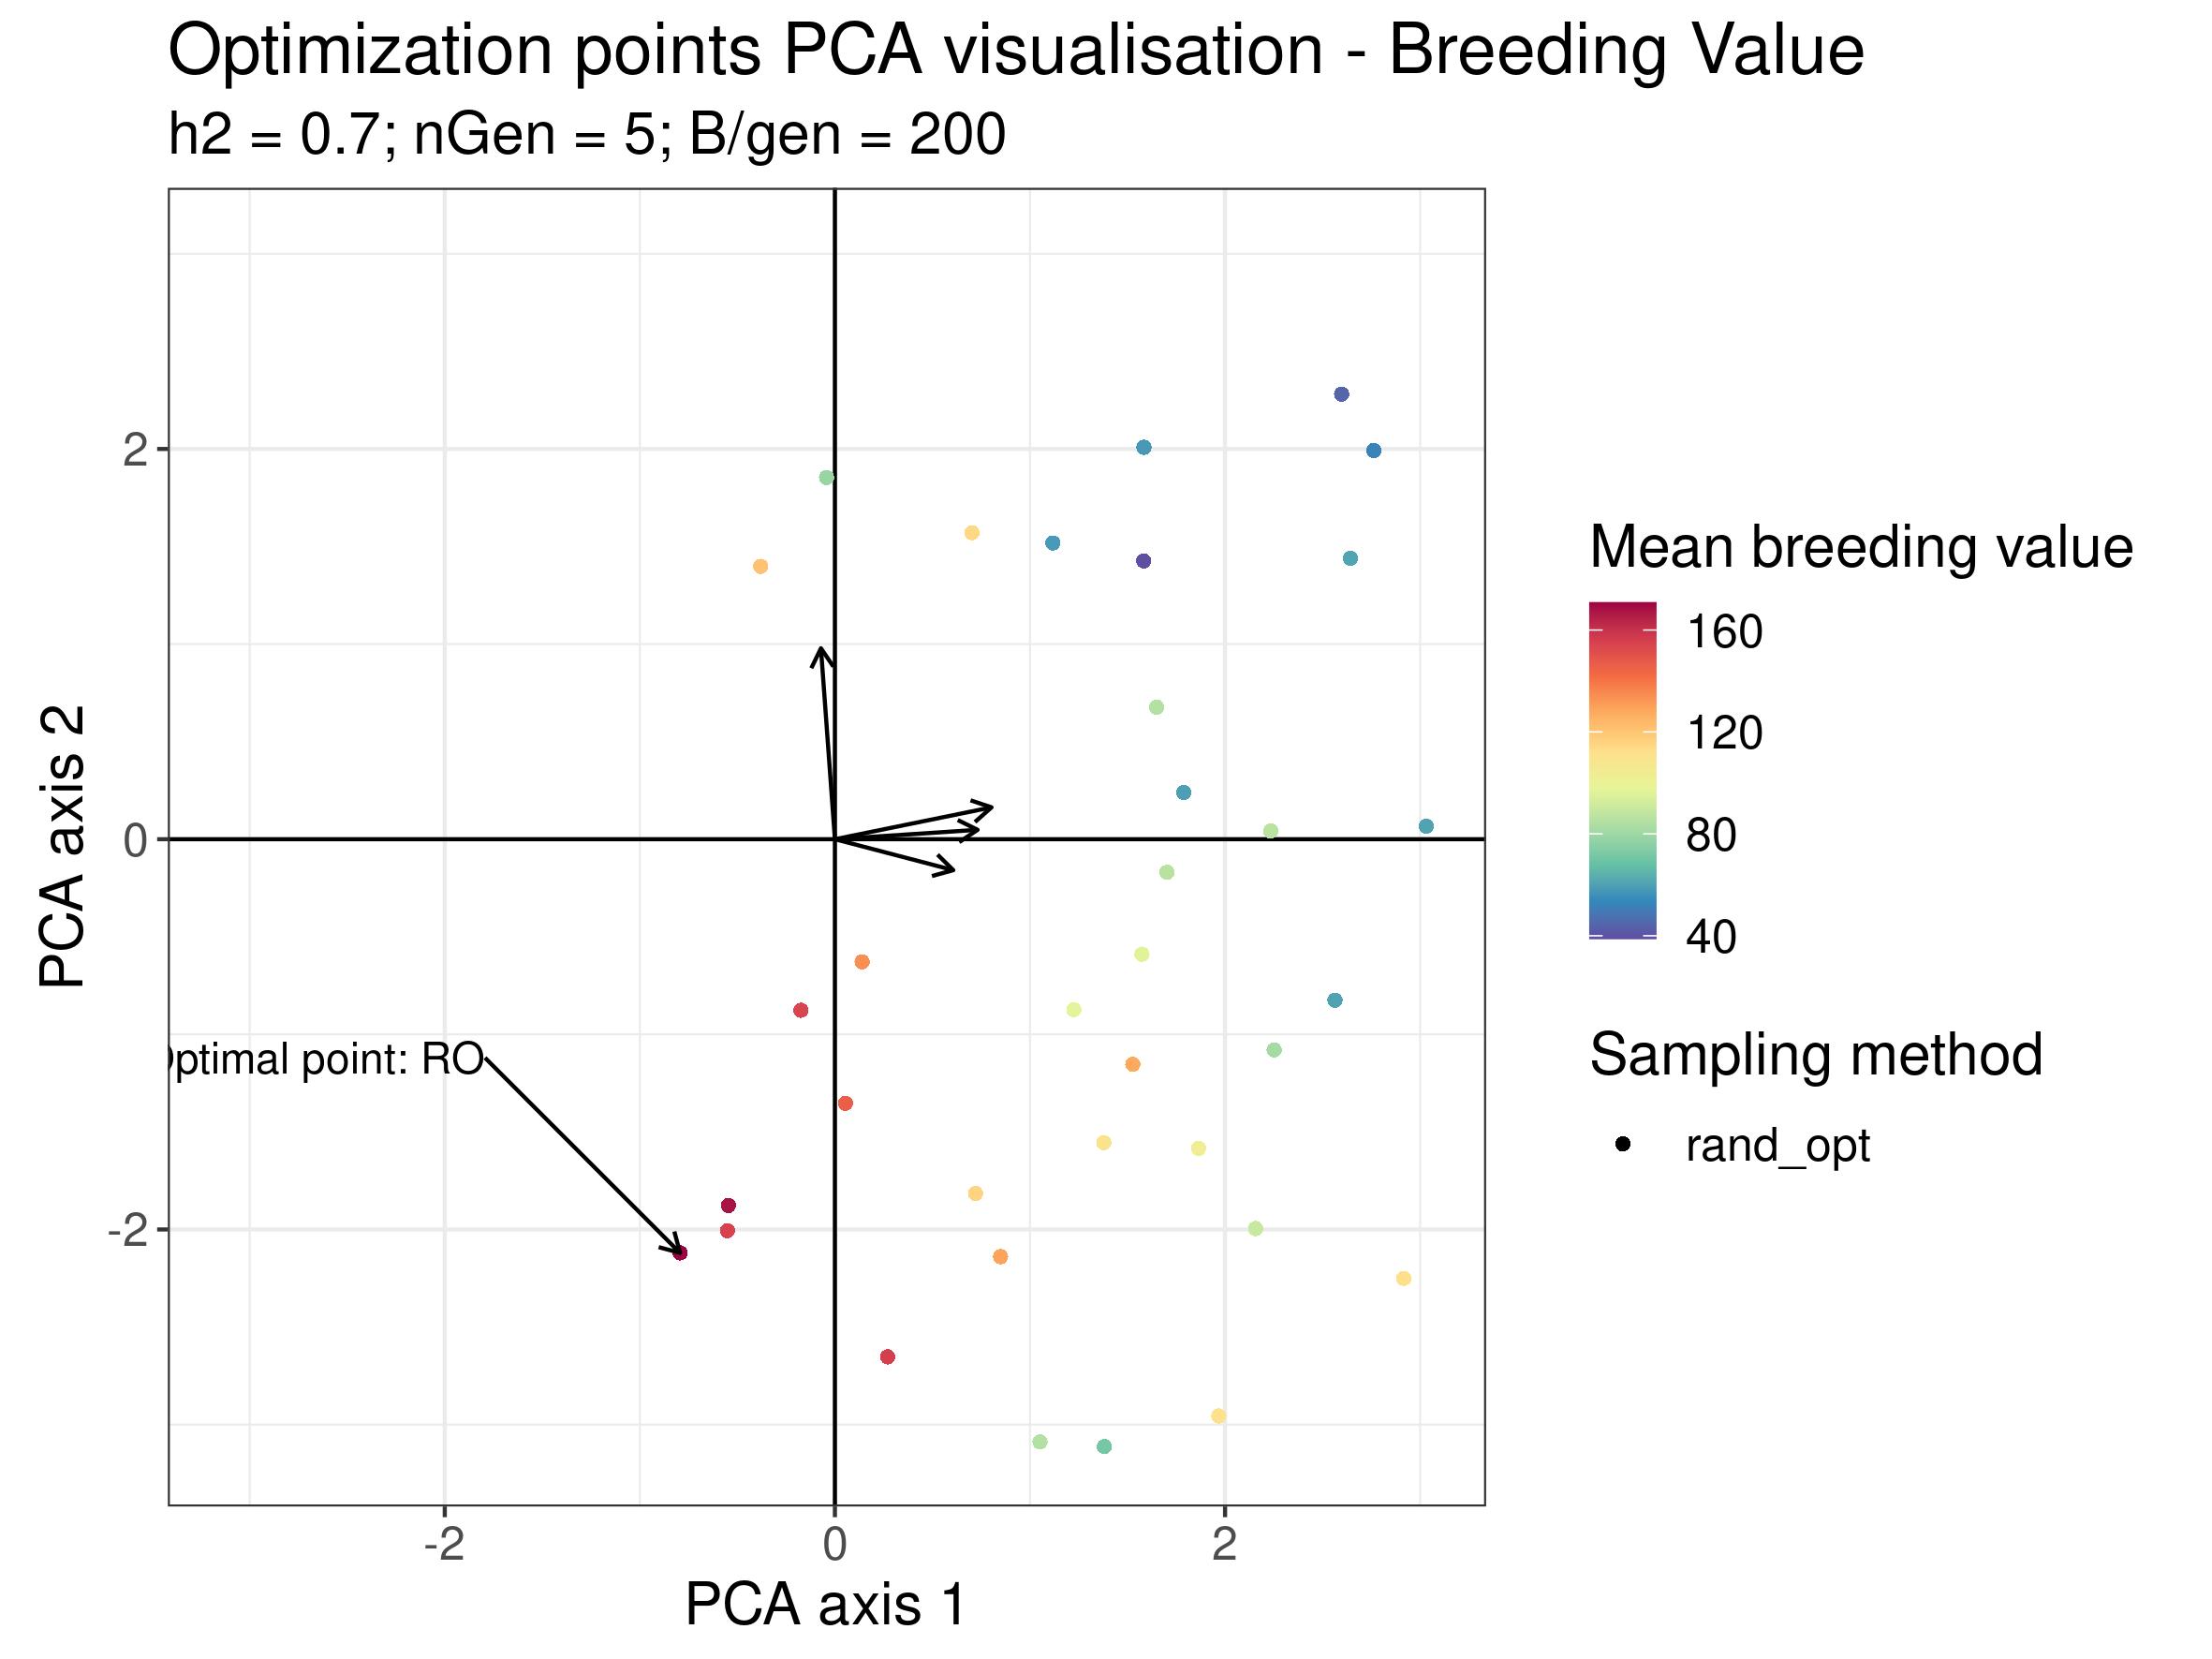 Optimization points PCA visualisation - Breeding Value
h2 = 0.7; nGen = 5; B/gen = 200
PCA axis 2
2
0
-2
ptimal point: RO
-2
0
2
PCA axis 1
Mean breeding value
160
120
80
40
Sampling method
rand_opt